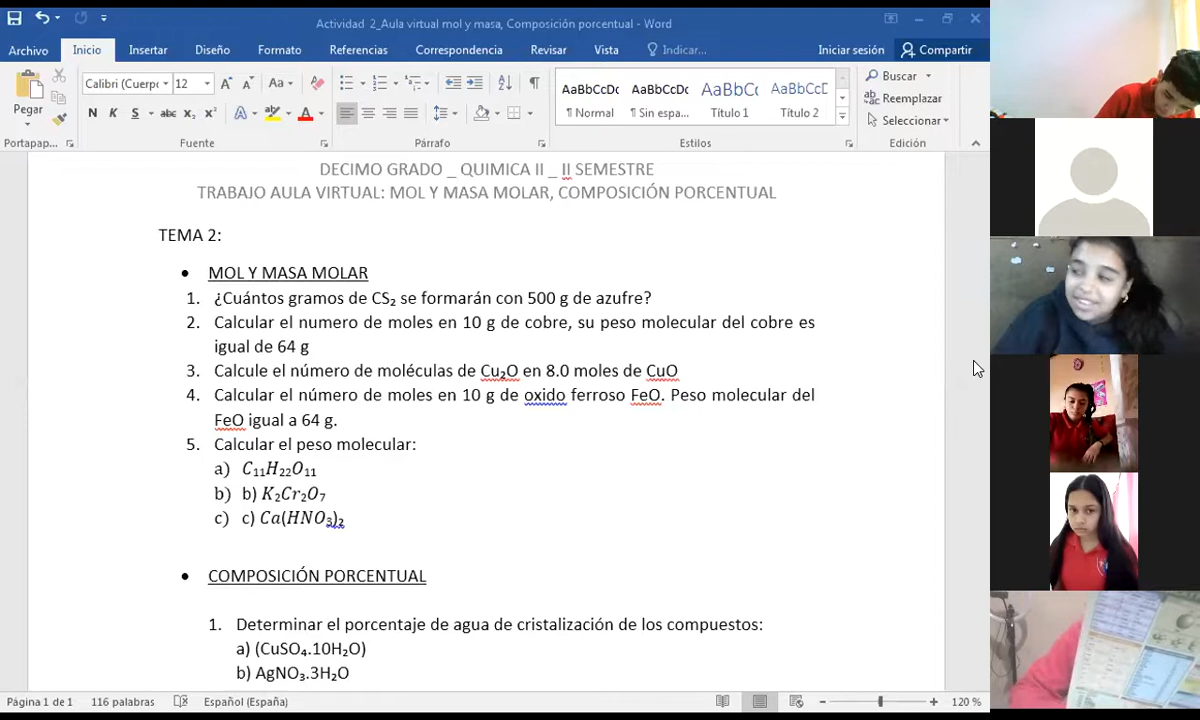 Actividad 2_Aula virtual mol y masa, Composición porcentual - Word
Archivo Inicio Insertar Diseño Formato Referencias Correspondencia Revisar Vista Indicar... Iniciar sesión Compartir
Pegar
Calibri (Cuerpo 12
Aa
N K S abc x₂ x²
AaBbCcDc AaBbCcDc AaBbCc AaBbCcD
¶ Normal ¶ Sin espa... Título 1 Título 2
Buscar
Reemplazar
Seleccionar
Portapap... Fuente Párrafo Estilos Edición
DECIMO GRADO _ QUIMICA II _ II SEMESTRE
TRABAJO AULA VIRTUAL: MOL Y MASA MOLAR, COMPOSICIÓN PORCENTUAL
TEMA 2:
• MOL Y MASA MOLAR
1. ¿Cuántos gramos de CS₂ se formarán con 500 g de azufre?
2. Calcular el numero de moles en 10 g de cobre, su peso molecular del cobre es
igual de 64 g
3. Calcule el número de moléculas de Cu₂O en 8.0 moles de CuO
4. Calcular el número de moles en 10 g de oxido ferroso FeO. Peso molecular del
FeO igual a 64 g.
5. Calcular el peso molecular:
a) C₁₁H₂₂O₁₁
b) b) K₂Cr₂O₇
c) c) Ca(HNO₃)₂
• COMPOSICIÓN PORCENTUAL
1. Determinar el porcentaje de agua de cristalización de los compuestos:
a) (CuSO₄.10H₂O)
b) AgNO₃.3H₂O
Página 1 de 1 116 palabras Español (España) 120 %